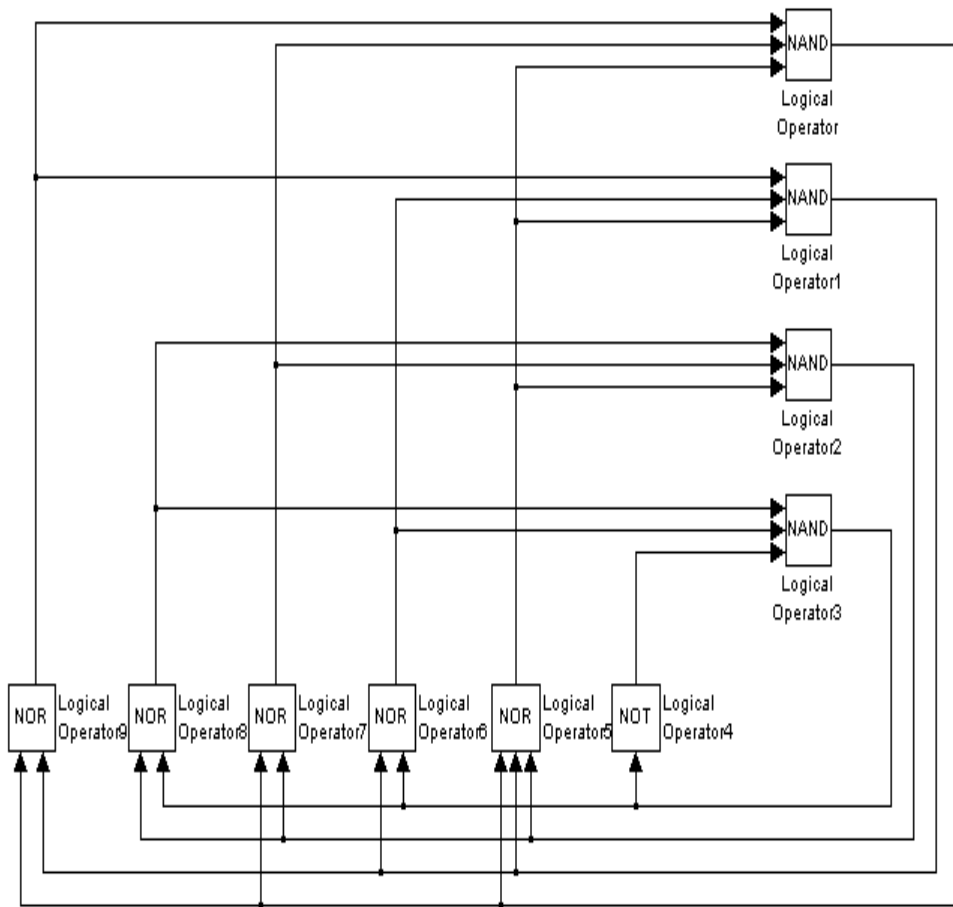 NAND
Logical
Operator
NAND
Logical
Operator1
NAND
Logical
Operator2
NAND
Logical
Operator3
NOR
Logical
Operator9
NOR
Logical
Operator8
NOR
Logical
Operator7
NOR
Logical
Operator6
NOR
Logical
Operator5
NOT
Logical
Operator4